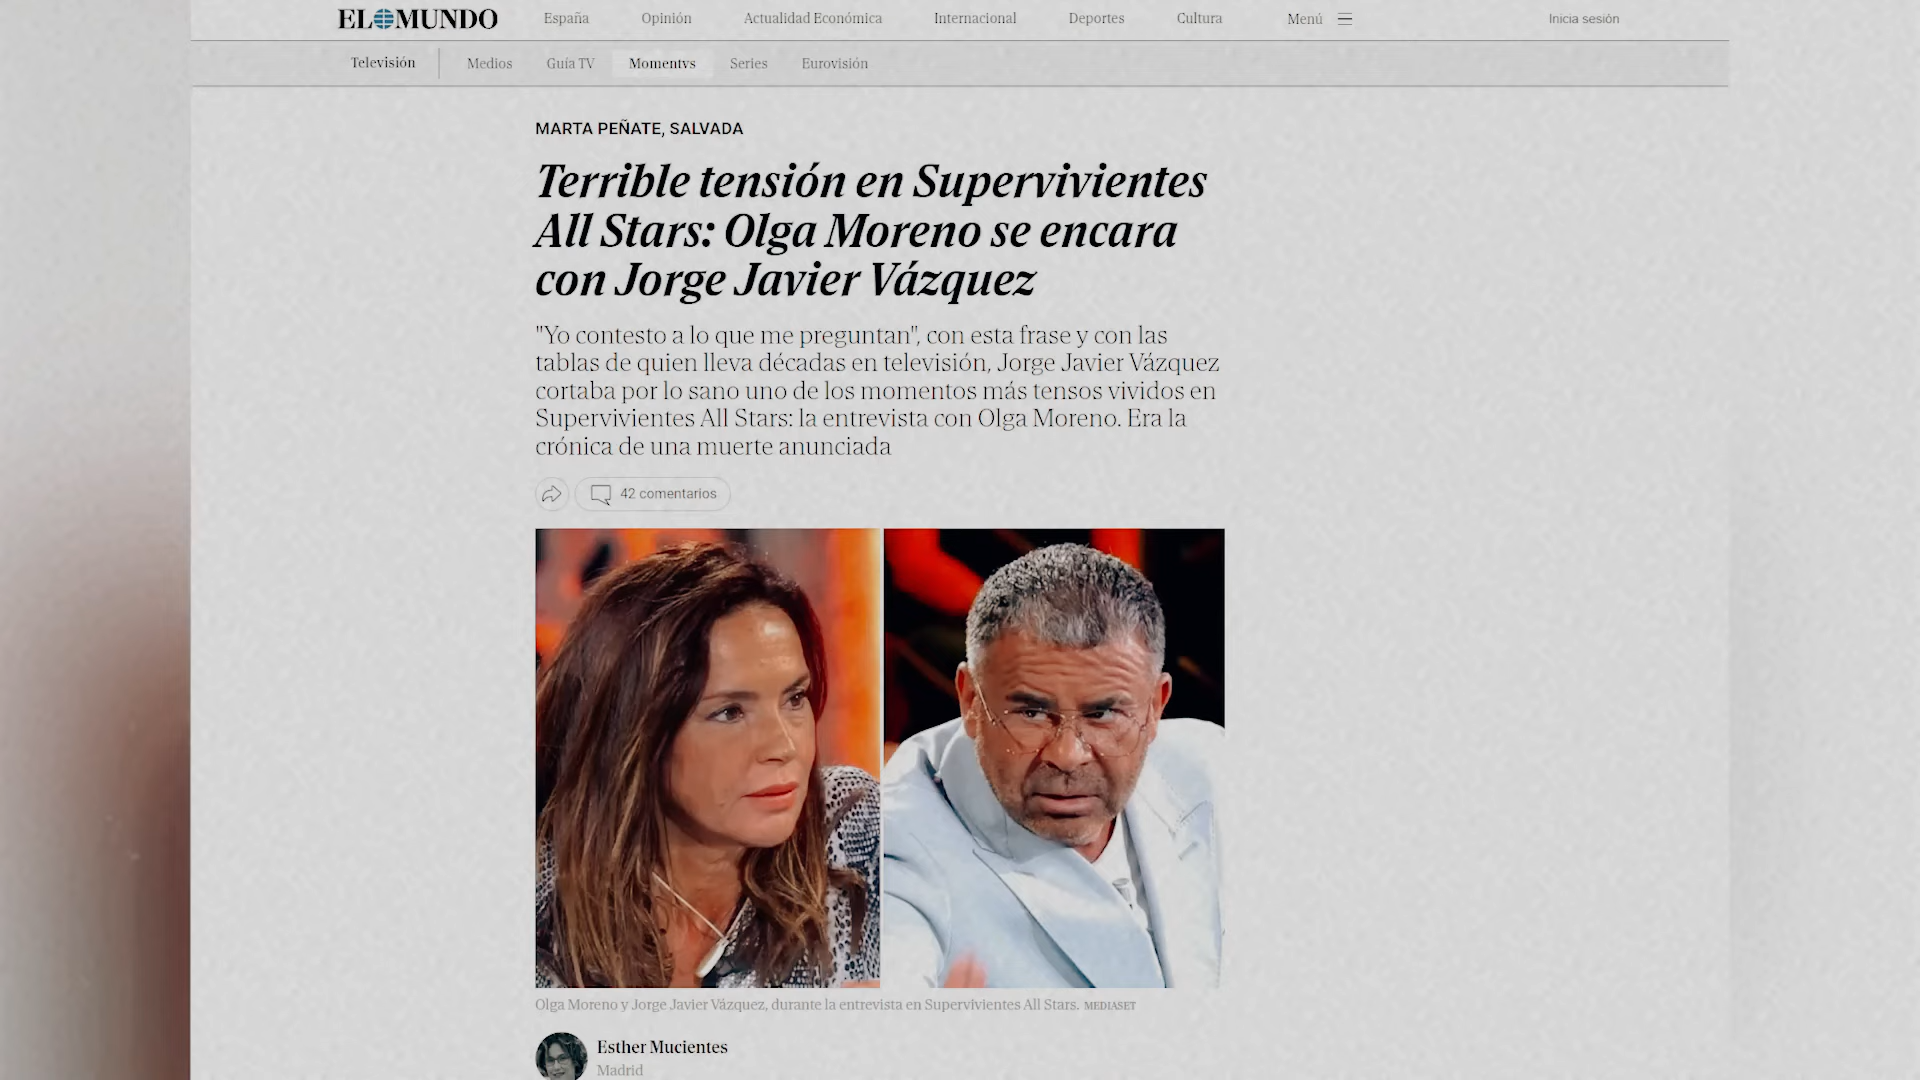 EL MUNDO España Opinión Actualidad Económica Internacional Deportes Cultura Menú Inicia sesión
Televisión Medios Guía TV Momentvs Series Eurovisión
MARTA PEÑATE, SALVADA
Terrible tensión en Supervivientes
All Stars: Olga Moreno se encara
con Jorge Javier Vázquez
"Yo contesto a lo que me preguntan", con esta frase y con las
tablas de quien lleva décadas en televisión, Jorge Javier Vázquez
cortaba por lo sano uno de los momentos más tensos vividos en
Supervivientes All Stars: la entrevista con Olga Moreno. Era la
crónica de una muerte anunciada
42 comentarios
Olga Moreno y Jorge Javier Vázquez, durante la entrevista en Supervivientes All Stars. MEDIASET
Esther Mucientes
Madrid